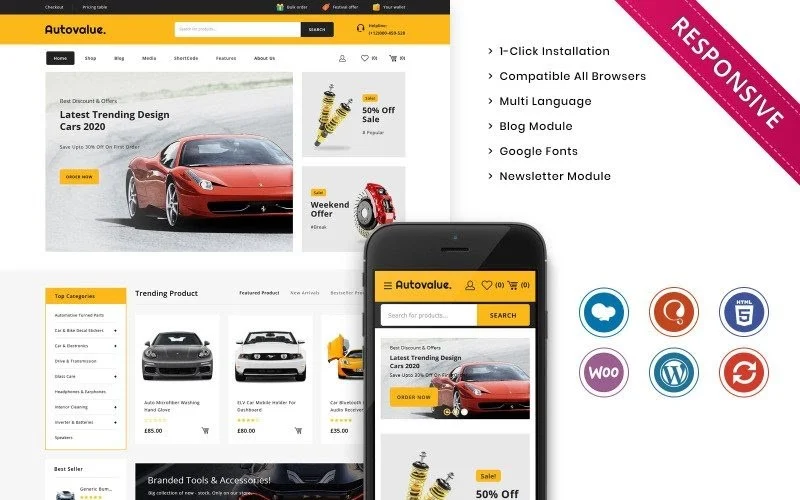 Checkout
Pricing table
Bulk order
Festival offer
Your wallet
Autovalue.
Search for products...
SEARCH
Helpline:
(+12)000-459-528
Home
Shop
Blog
Media
ShortCode
Features
About Us
(0)
(0)
Best Discount & Offers
Latest Trending Design
Cars 2020
Save Upto 30% Off On First Order
ORDER NOW
Sale!
50% Off
Sale
8 Popular
Sale!
Weekend
Offer
#Break
RESPONSIVE
1-Click Installation
Compatible All Browsers
Multi Language
Blog Module
Google Fonts
Newsletter Module
Top Categories
Automotive Turned Parts
Car & Bike Decal Stickers
Car & Electronics
Drive & Transmission
Glass Care
Headphones & Earphones
Interior Cleaning
Inverter & Batteries
Speakers
Best Seller
Generic Bum...
Trending Product
Featured Product
New Arrivals
Bestseller
Auto Microfiber Washing
Hand Glove
£85.00
ELV Car Mobile Holder For
Dashboard
£80.00
Car Bluetooth
Audio Receiver
£35.00
Branded Tools & Accessories!
Big collection of new - stock. Only on our store.
Autovalue.
(0)
(0)
Search for products...
SEARCH
Best Discount & Offers
Latest Trending Design
Cars 2020
Save Upto 30% Off On First Order
ORDER NOW
Sale!
50% Off
HTML
5
WOO